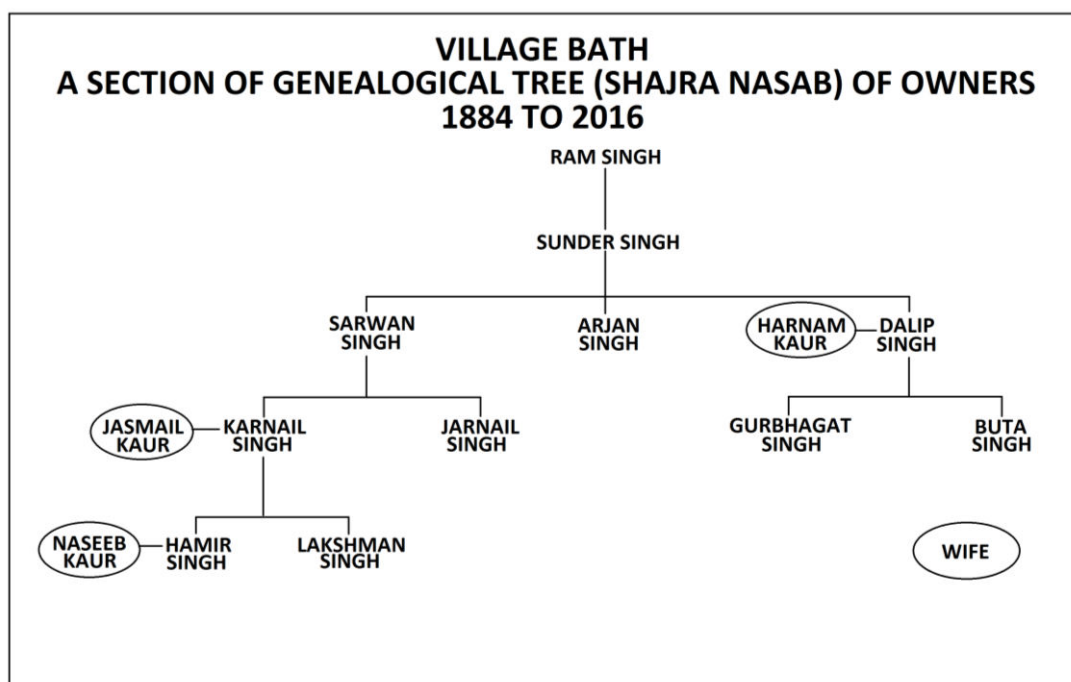 VILLAGE BATH
A SECTION OF GENEALOGICAL TREE (SHAJRA NASAB) OF OWNERS
1884 TO 2016
RAM SINGH
SUNDER SINGH
SARWAN
SINGH
ARJAN
SINGH
HARNAM
KAUR
DALIP
SINGH
JASMAIL
KAUR
KARNAIL
SINGH
JARNAIL
SINGH
GURBHAGAT
SINGH
BUTA
SINGH
NASEEB
KAUR
HAMIR
SINGH
LAKSHMAN
SINGH
WIFE